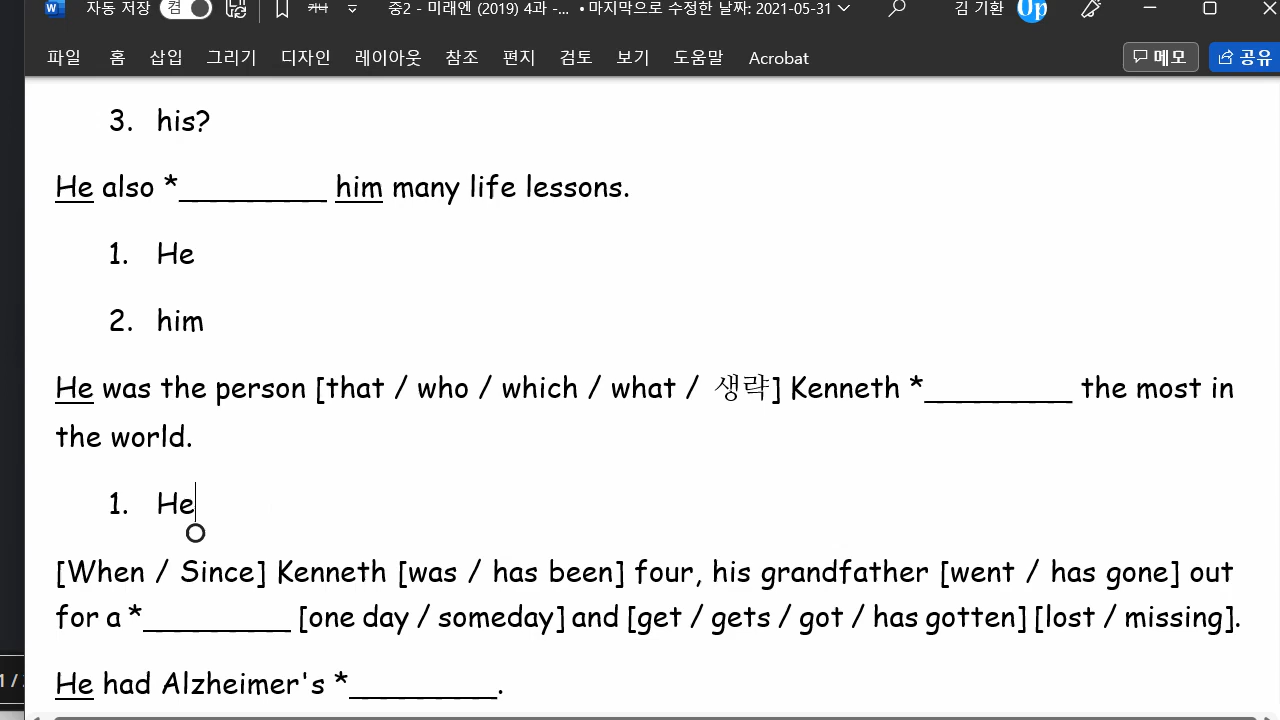 자동 저장 켬 가나 중2 - 미래엔 (2019) 4과 -... • 마지막으로 수정한 날짜: 2021-05-31 김 기환 Op
파일 홈 삽입 그리기 디자인 레이아웃 참조 편지 검토 보기 도움말 Acrobat 메모 공유
3. his?
He also *________ him many life lessons.
1. He
2. him
He was the person [that / who / which / what / 생략] Kenneth *________ the most in
the world.
1. He
[When / Since] Kenneth [was / has been] four, his grandfather [went / has gone] out
for a *________ [one day / someday] and [get / gets / got / has gotten] [lost / missing].
He had Alzheimer's *________.